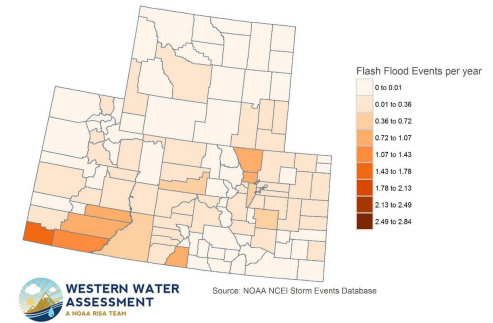 Flash Flood Events per year
0 to 0.01
0.01 to 0.36
0.36 to 0.72
0.72 to 1.07
1.07 to 1.43
1.43 to 1.78
1.78 to 2.13
2.13 to 2.49
2.49 to 2.84
WESTERN WATER
ASSESSMENT
A NOAA RISA TEAM
Source: NOAA NCEI Storm Events Database